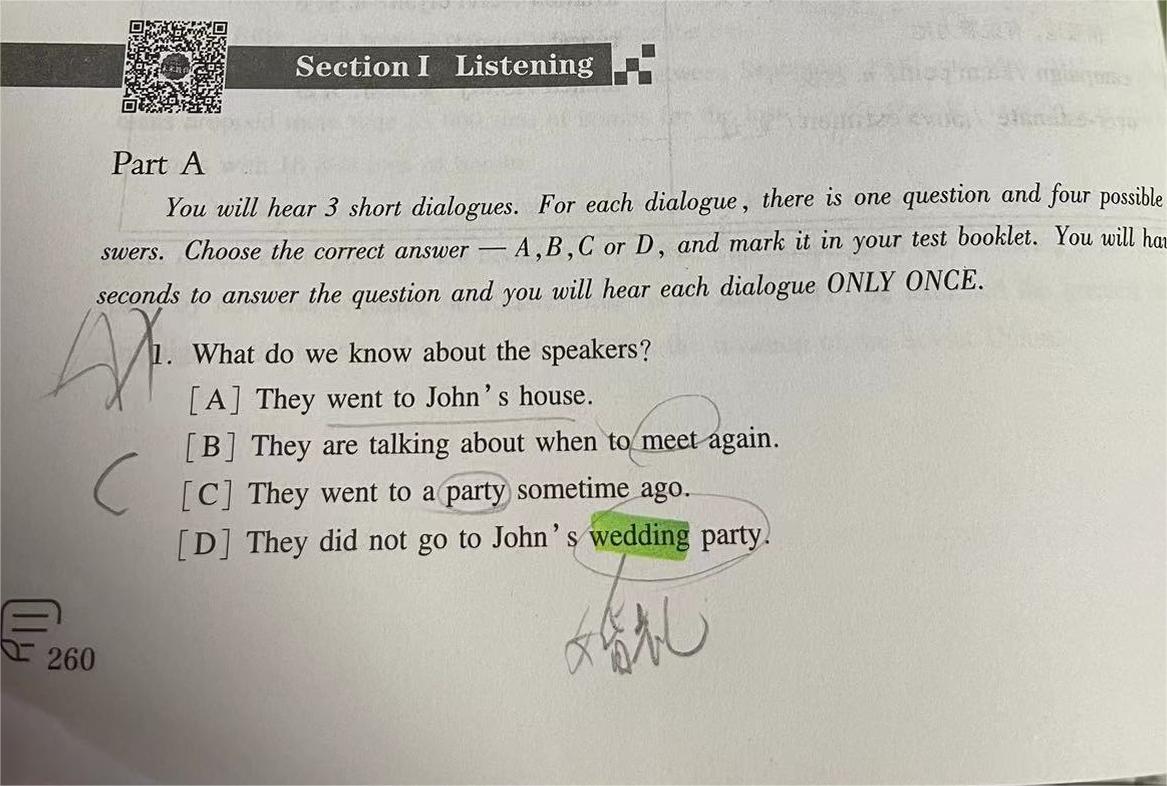 Section I Listening
Part A
You will hear 3 short dialogues. For each dialogue, there is one question and four possible
swers. Choose the correct answer — A, B, C or D, and mark it in your test booklet. You will ha
seconds to answer the question and you will hear each dialogue ONLY ONCE.
1. What do we know about the speakers?
[A] They went to John's house.
[B] They are talking about when to meet again.
C
[C] They went to a party sometime ago.
[D] They did not go to John's wedding party.
婚礼
260